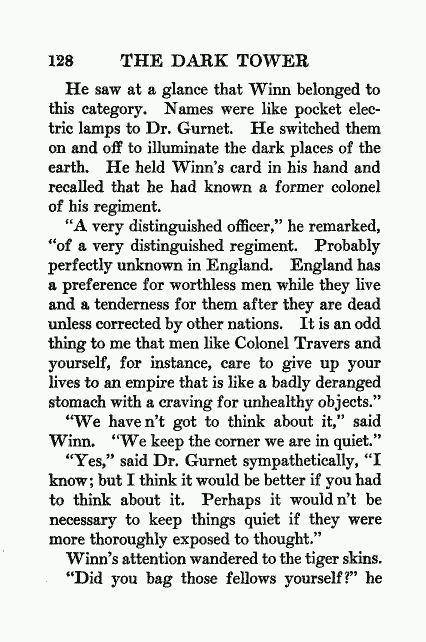 128 THE DARK TOWER
He saw at a glance that Winn belonged to
this category. Names were like pocket elec-
tric lamps to Dr. Gurnet. He switched them
on and off to illuminate the dark places of the
earth. He held Winn's card in his hand and
recalled that he had known a former colonel
of his regiment.
"A very distinguished officer," he remarked,
"of a very distinguished regiment. Probably
perfectly unknown in England. England has
a preference for worthless men while they live
and a tenderness for them after they are dead
unless corrected by other nations. It is an odd
thing to me that men like Colonel Travers and
yourself, for instance, care to give up your
lives to an empire that is like a badly deranged
stomach with a craving for unhealthy objects."
"We have n't got to think about it," said
Winn. "We keep the corner we are in quiet."
"Yes," said Dr. Gurnet sympathetically, "I
know; but I think it would be better if you had
to think about it. Perhaps it would n't be
necessary to keep things quiet if they were
more thoroughly exposed to thought."
Winn's attention wandered to the tiger skins.
"Did you bag those fellows yourself?" he